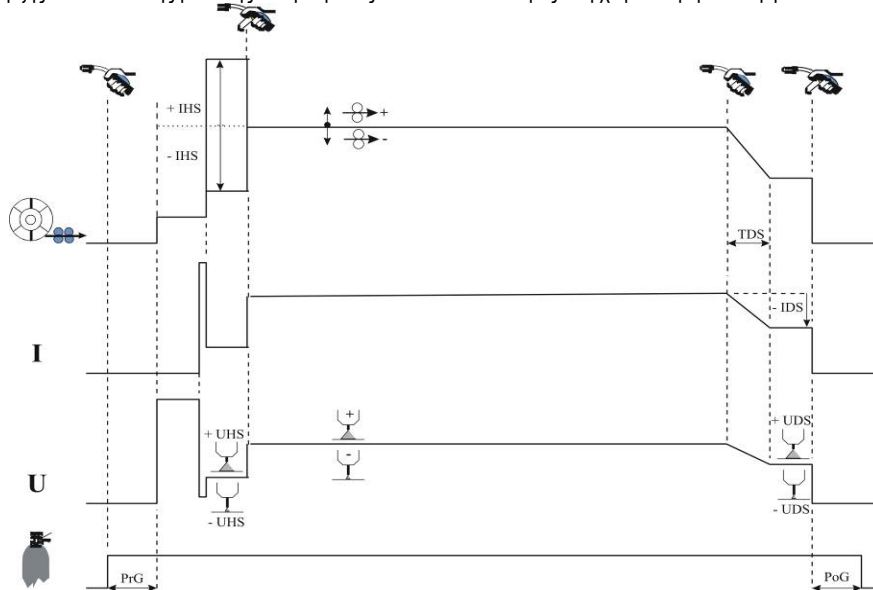 + IHS
+
- IHS
-
TDS
- IDS
I
+
+ UHS
+ UDS
-
U
- UHS
- UDS
PrG
PoG